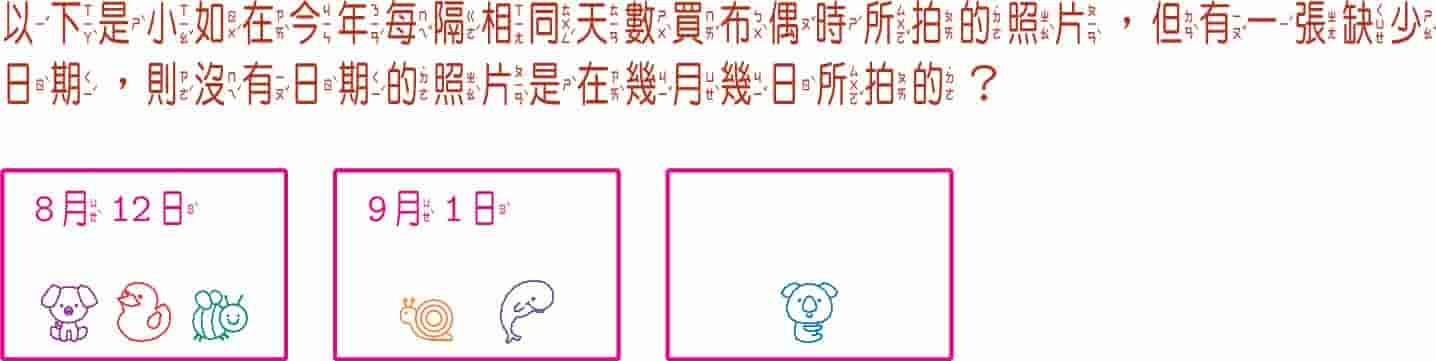 以下是小如在今年每隔相同天數買布偶時所拍的照片，但有一張缺少
日期，則沒有日期的照片是在幾月幾日所拍的？
8月12日
9月1日